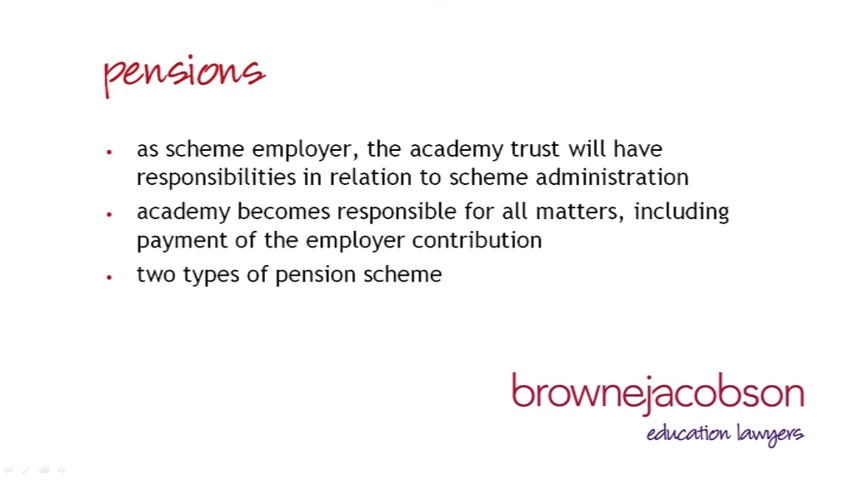 pensions
• as scheme employer, the academy trust will have
responsibilities in relation to scheme administration
• academy becomes responsible for all matters, including
payment of the employer contribution
• two types of pension scheme
brownejacobson
education lawyers